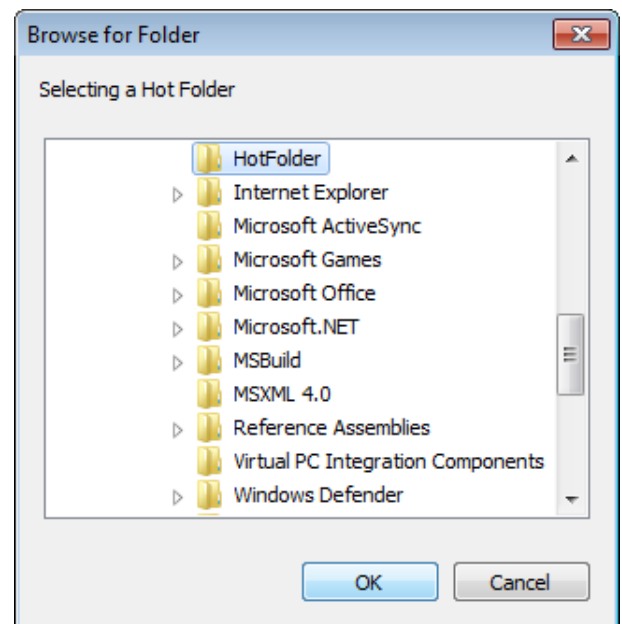 Browse for Folder
Selecting a Hot Folder
HotFolder
Internet Explorer
Microsoft ActiveSync
Microsoft Games
Microsoft Office
Microsoft.NET
MSBuild
MSXML 4.0
Reference Assemblies
Virtual PC Integration Components
Windows Defender
OK Cancel